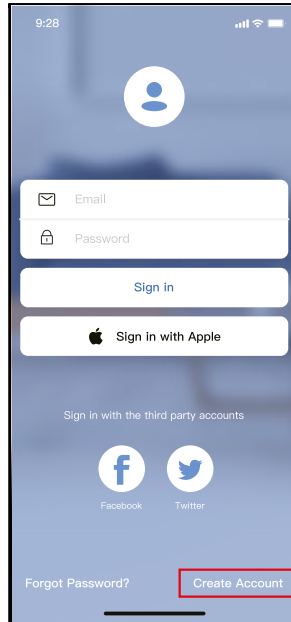 9:28
Email
Password
Sign in
Sign in with Apple
Sign in with the third party accounts
Facebook Twitter
Forgot Password? Create Account